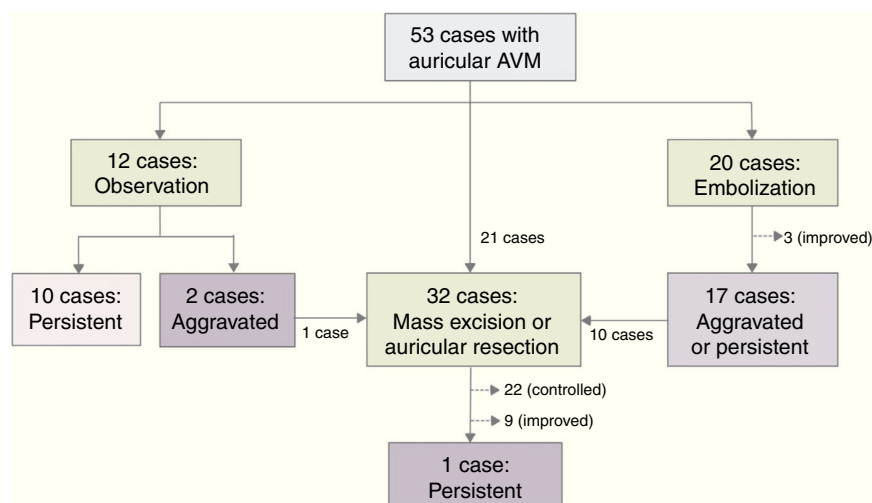 53 cases with
auricular AVM
12 cases:
Observation
20 cases:
Embolization
21 cases
3 (improved)
10 cases:
Persistent
2 cases:
Aggravated
1 case
32 cases:
Mass excision or
auricular resection
10 cases
17 cases:
Aggravated
or persistent
22 (controlled)
9 (improved)
1 case:
Persistent